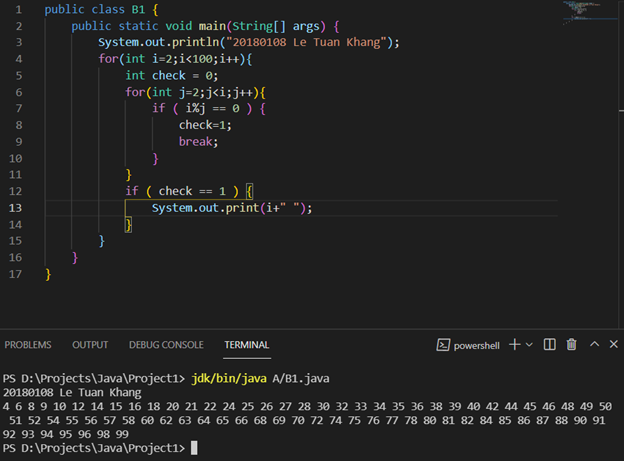 1 public class B1 {
2 public static void main(String[] args) {
3 System.out.println("20180108 Le Tuan Khang");
4 for(int i=2;i<100;i++){
5 int check = 0;
6 for(int j=2;j<i;j++){
7 if ( i%j == 0 ) {
8 check=1;
9 break;
10 }
11 }
12 if ( check == 1 ) {
13 System.out.print(i+" ");
14 }
15 }
16 }
17 }
PROBLEMS OUTPUT DEBUG CONSOLE TERMINAL powershell
PS D:\Projects\Java\Project1> jdk/bin/java A/B1.java
20180108 Le Tuan Khang
4 6 8 9 10 12 14 15 16 18 20 21 22 24 25 26 27 28 30 32 33 34 35 36 38 39 40 42 44 45 46 48 49 50
51 52 54 55 56 57 58 60 62 63 64 65 66 68 69 70 72 74 75 76 77 78 80 81 82 84 85 86 87 88 90 91
92 93 94 95 96 98 99
PS D:\Projects\Java\Project1>